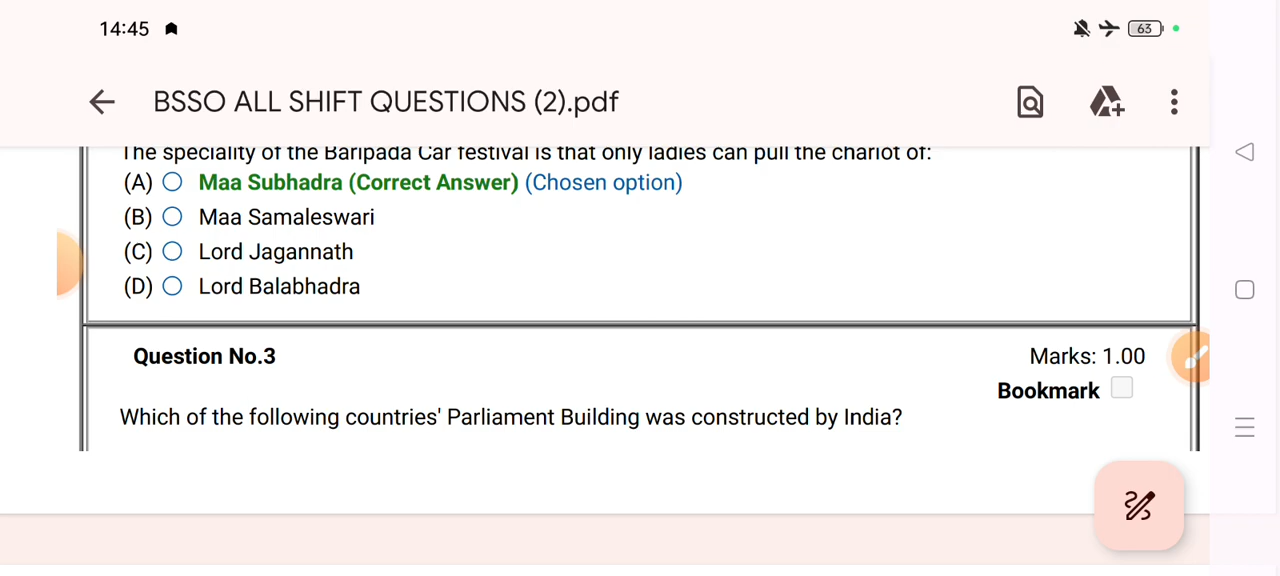 14:45
63
BSSO ALL SHIFT QUESTIONS (2).pdf
The speciality of the Baripada Car festival is that only ladies can pull the chariot of:
(A) Maa Subhadra (Correct Answer) (Chosen option)
(B) Maa Samaleswari
(C) Lord Jagannath
(D) Lord Balabhadra
Question No.3 Marks: 1.00
Bookmark
Which of the following countries' Parliament Building was constructed by India?